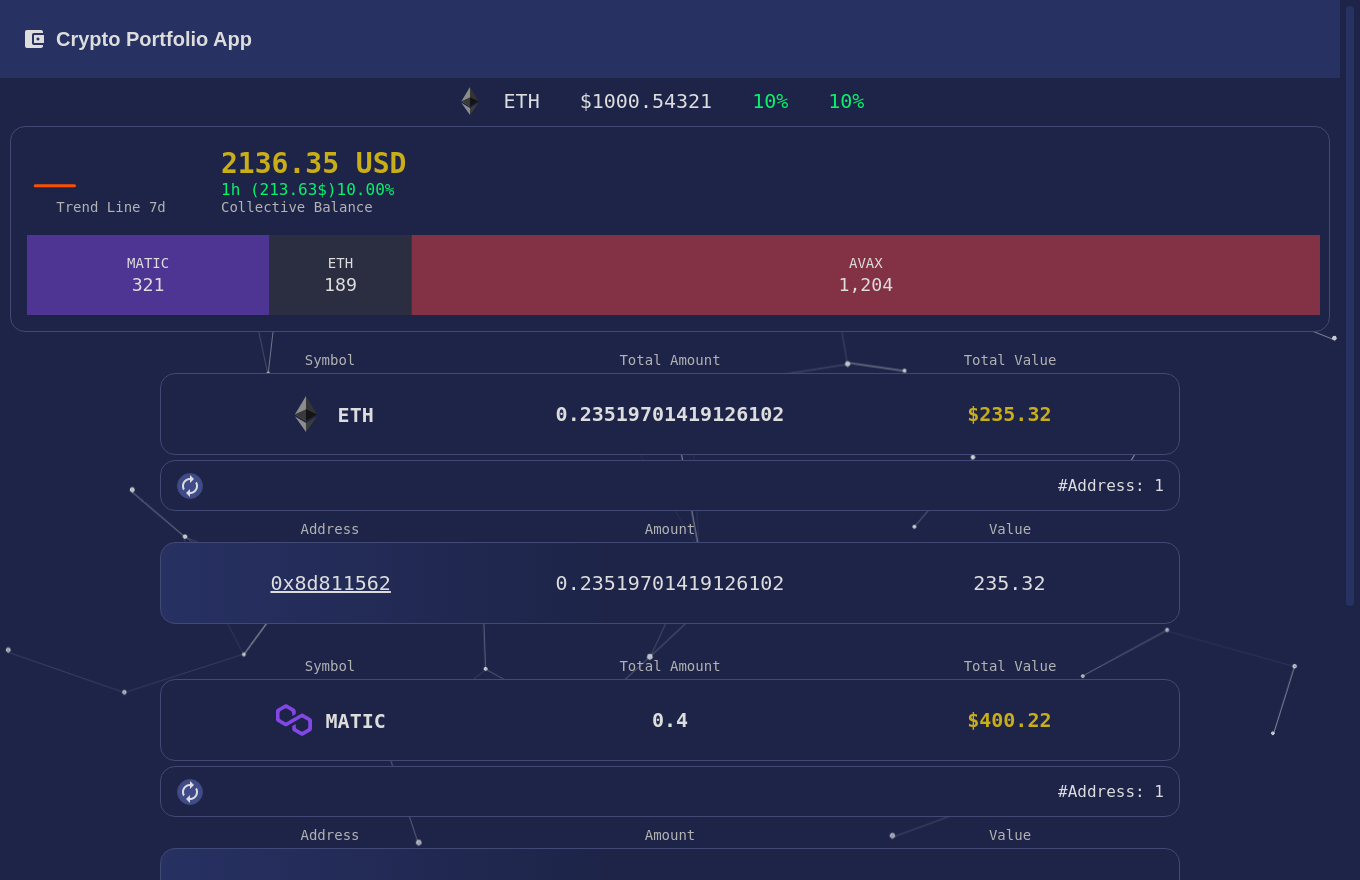 Crypto Portfolio App
ETH $1000.54321 10% 10%
2136.35 USD
1h (213.63$)10.00%
Trend Line 7d Collective Balance
MATIC ETH AVAX
321 189 1,204
Symbol Total Amount Total Value
ETH 0.23519701419126102 $235.32
#Address: 1
Address Amount Value
0x8d811562 0.23519701419126102 235.32
Symbol Total Amount Total Value
MATIC 0.4 $400.22
#Address: 1
Address Amount Value